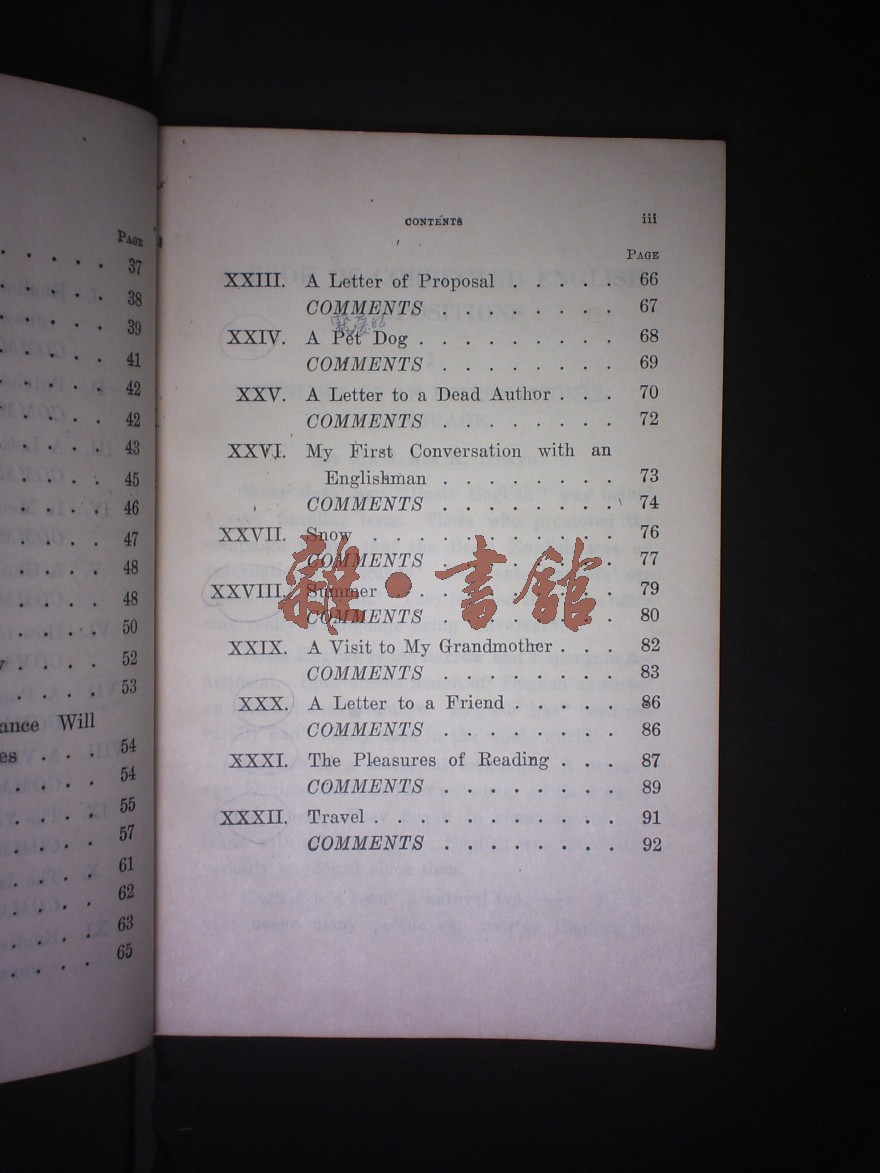 PAGE
37
38
39
41
42
42
43
45
46
47
48
48
50
52
53
ance Will
es . . . 54
54
55
57
61
62
63
65
CONTENTS iii
PAGE
XXIII. A Letter of Proposal . . . . . 66
COMMENTS . . . . . . . 67
XXIV. A Pet Dog . . . . . . . . . 68
COMMENTS . . . . . . . 69
XXV. A Letter to a Dead Author . . . 70
COMMENTS . . . . . . . 72
XXVI. My First Conversation with an
Englishman . . . . . . . 73
COMMENTS . . . . . . . 74
XXVII. Snow . . . . . . . . . . 76
COMMENTS . . . . . . . 77
XXVIII. Summer . . . . . . . . . 79
COMMENTS . . . . . . . 80
XXIX. A Visit to My Grandmother . . . 82
COMMENTS . . . . . . . 83
XXX. A Letter to a Friend . . . . . 86
COMMENTS . . . . . . . 86
XXXI. The Pleasures of Reading . . . 87
COMMENTS . . . . . . 89
XXXII. Travel . . . . . . . . . . 91
COMMENTS . . . . . . . 92
雜·書館